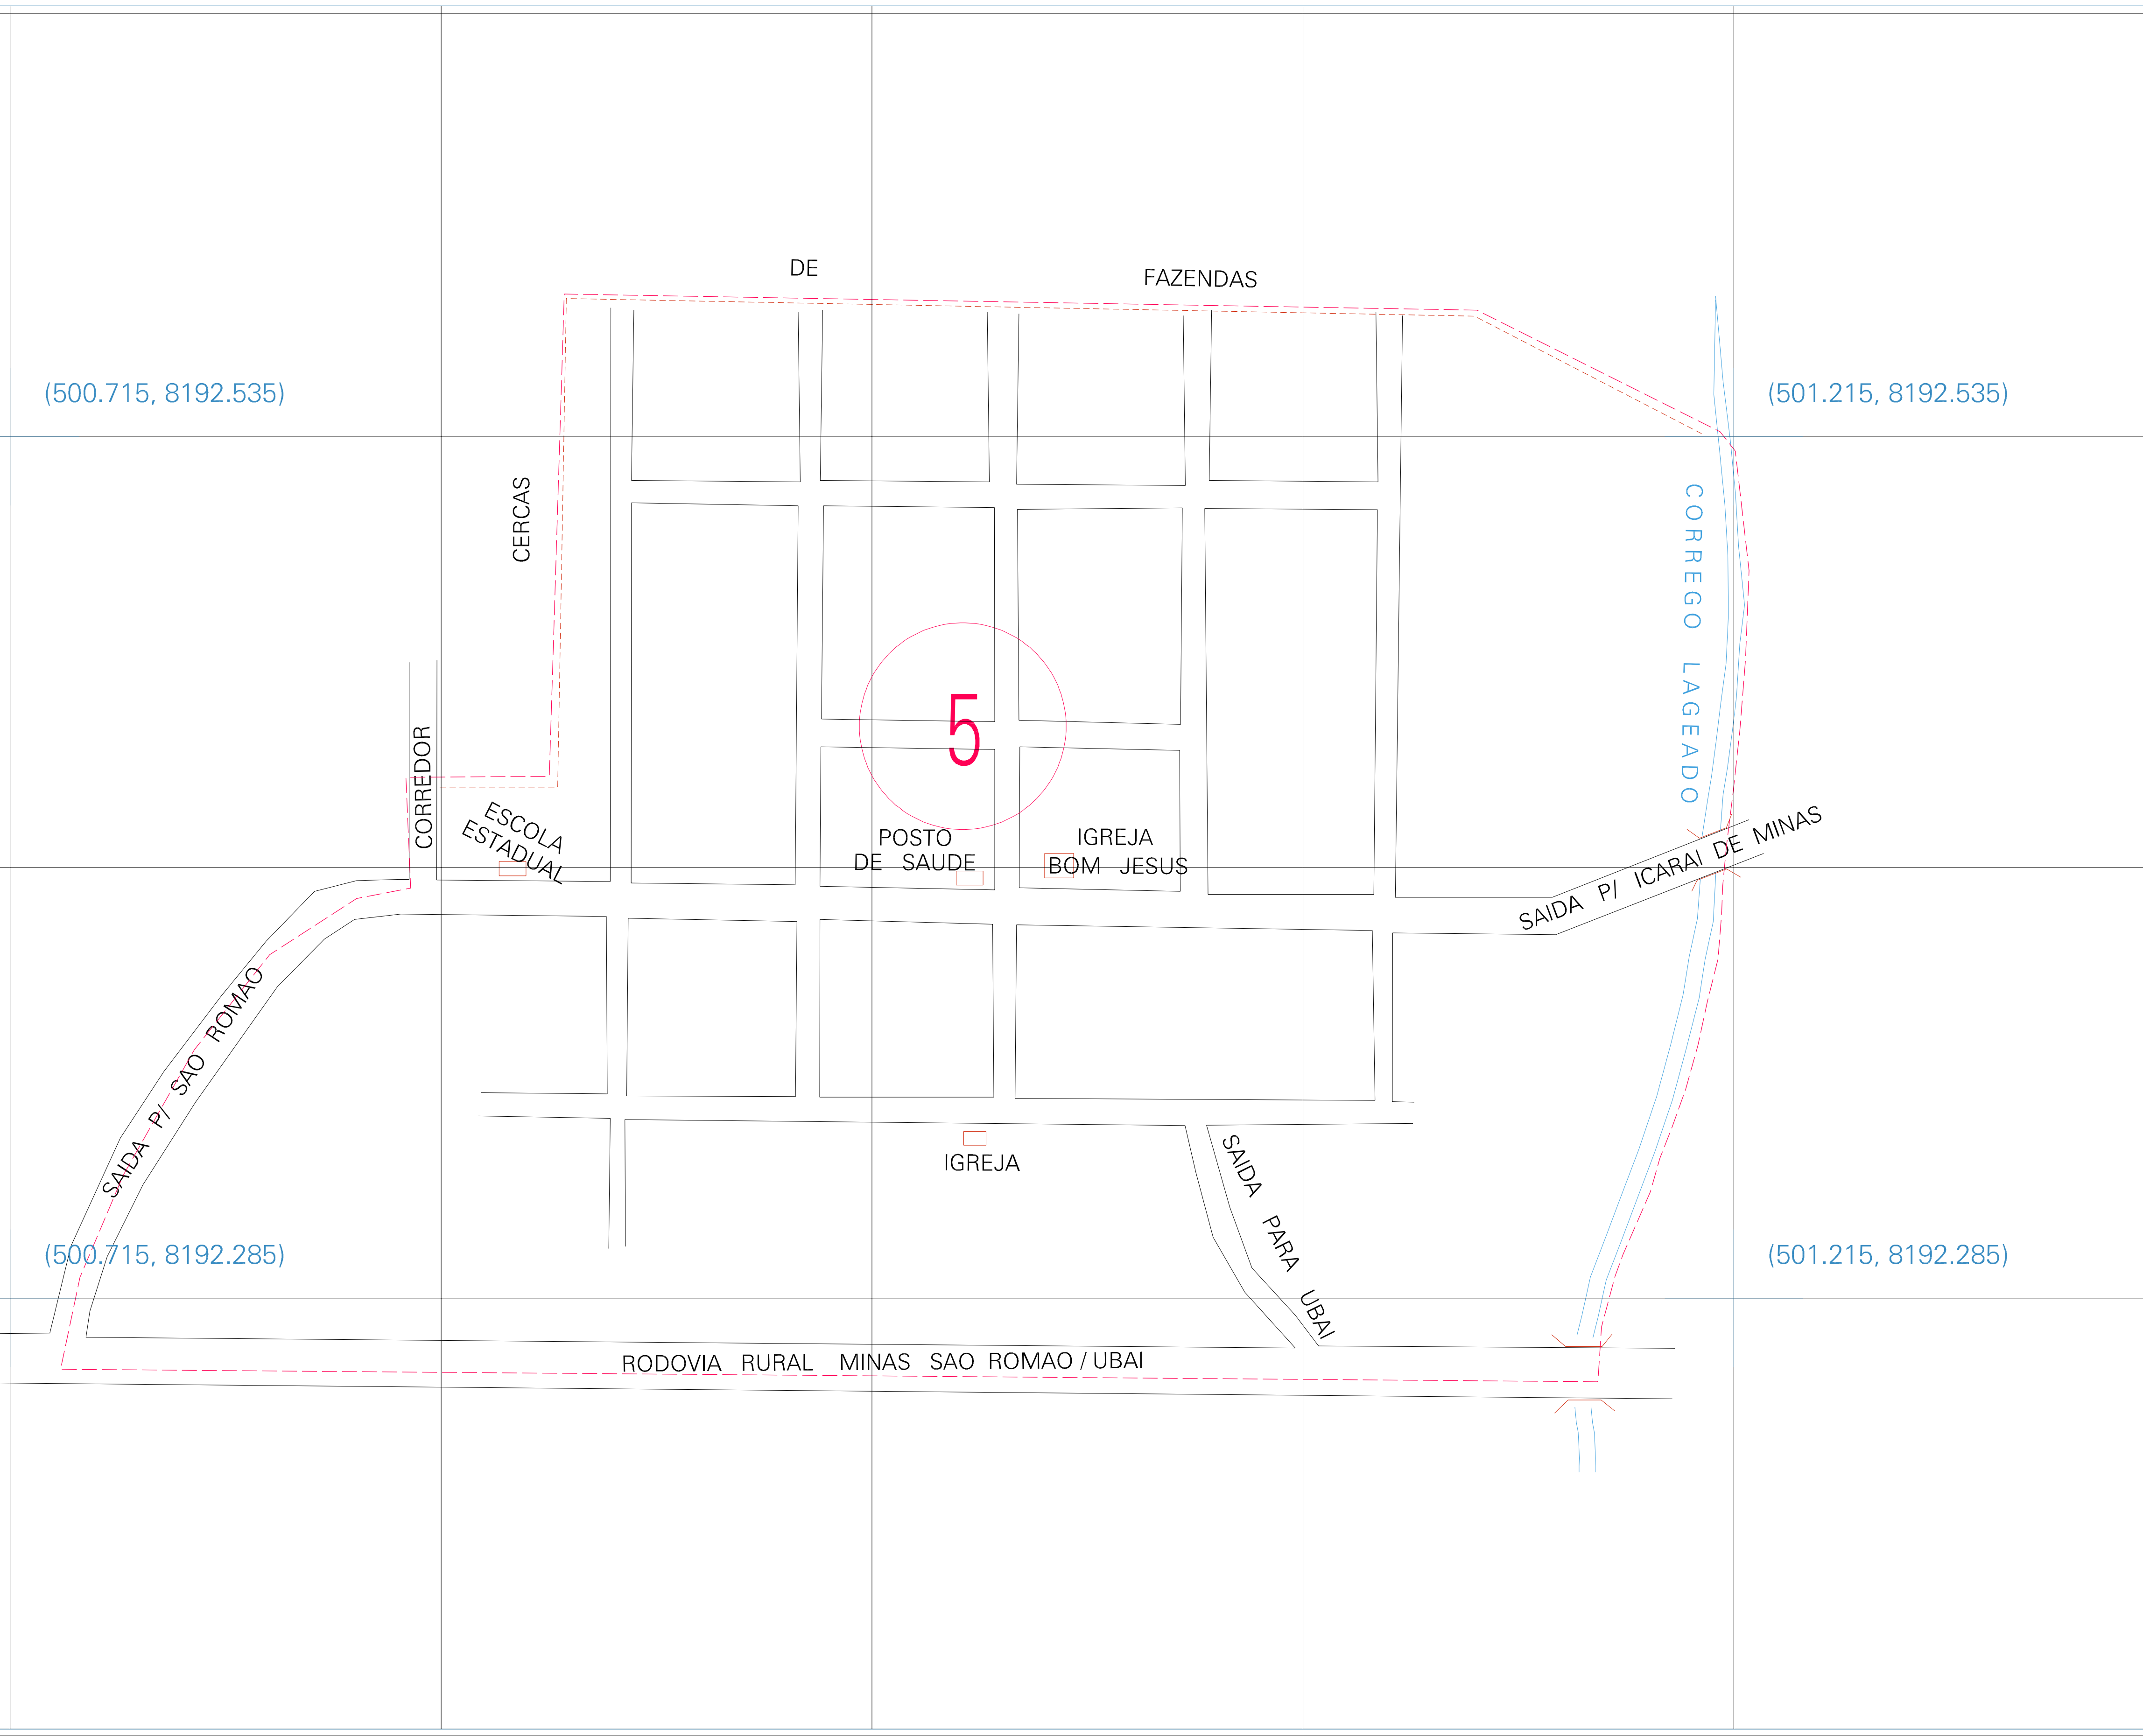 DE
FAZENDAS
(500.715, 8192.535)
(501.215, 8192.535)
CERCAS
CORREGO LAGEADO
5
CORREDOR
ESCOLA
ESTADUAL
POSTO
DE SAUDE
IGREJA
BOM JESUS
SAIDA P/ ICARAI DE MINAS
SAIDA P/ SAO ROMAO
IGREJA
SAIDA PARA UBAI
(500.715, 8192.285)
(501.215, 8192.285)
RODOVIA RURAL MINAS SAO ROMAO / UBAI